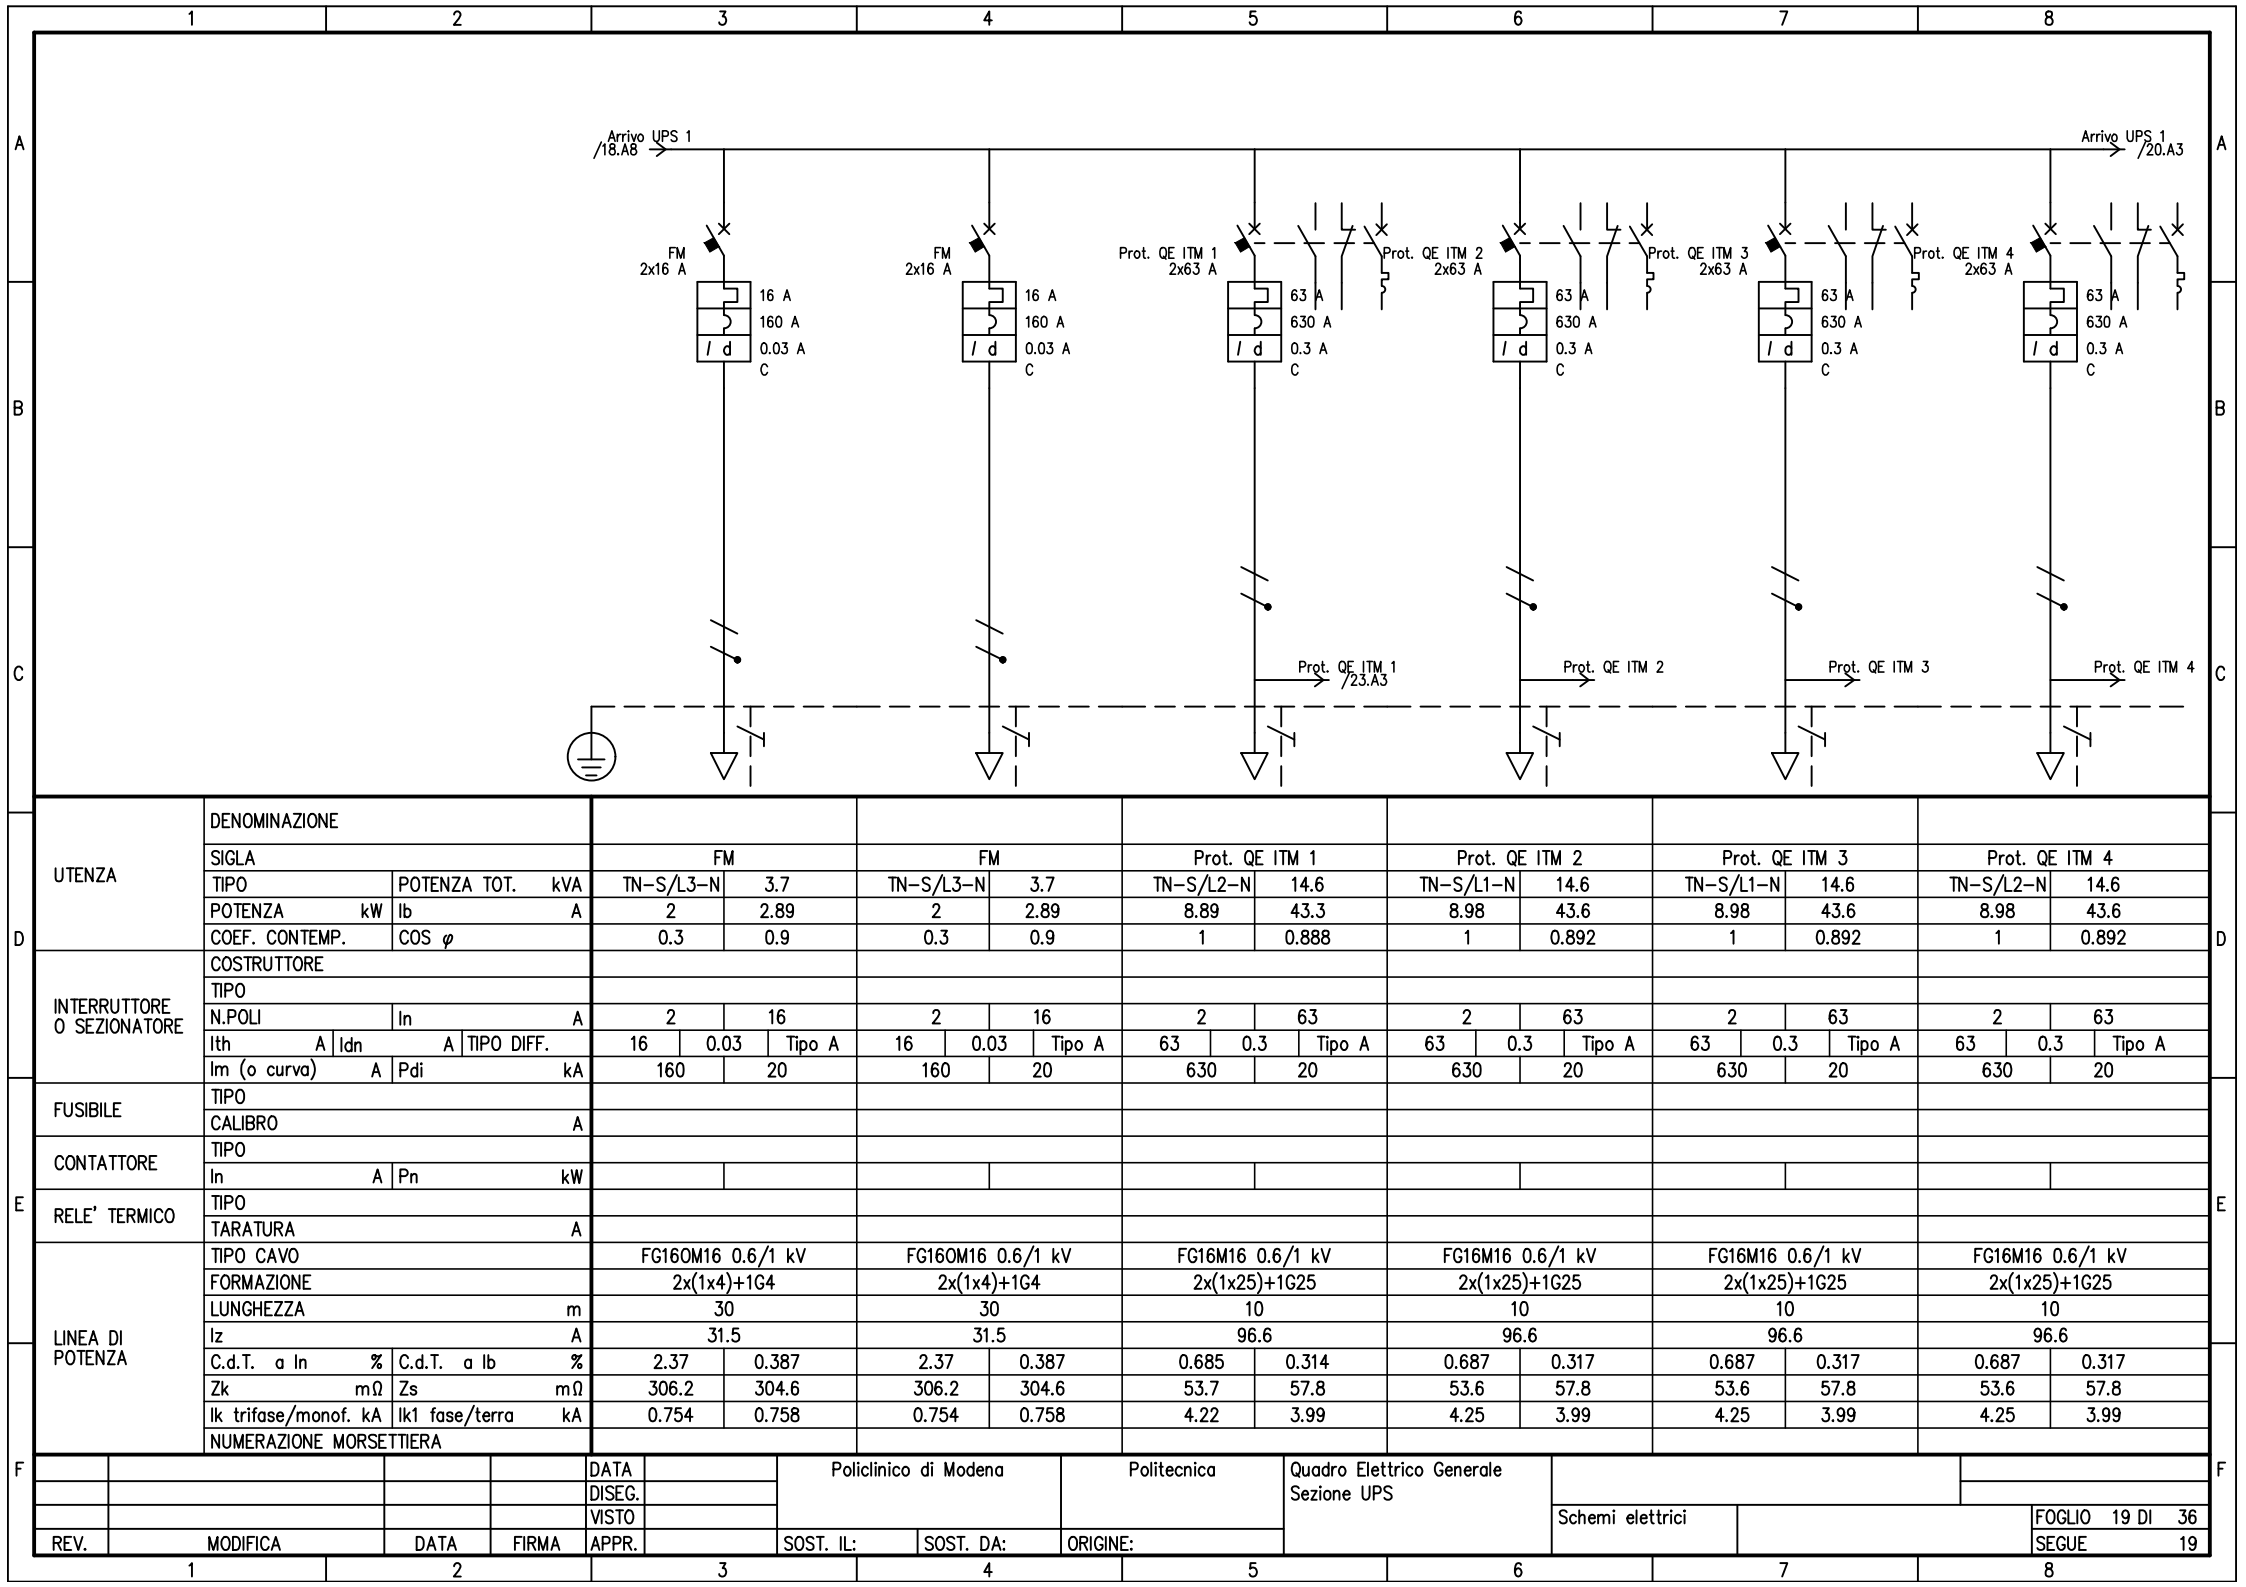 1 2 3 4 5 6 7 8
A A
B B
C C
D D
E E
F F
Arrivo UPS 1
/18.A8
Arrivo UPS 1
/20.A3
FM
2x16 A
16 A
160 A
I d 0.03 A
C
FM
2x16 A
16 A
160 A
I d 0.03 A
C
Prot. QE ITM 1
2x63 A
63 A
630 A
I d 0.3 A
C
Prot. QE ITM 2
2x63 A
63 A
630 A
I d 0.3 A
C
Prot. QE ITM 3
2x63 A
63 A
630 A
I d 0.3 A
C
Prot. QE ITM 4
2x63 A
63 A
630 A
I d 0.3 A
C
Prot. QE ITM 1
/23.A3
Prot. QE ITM 2
Prot. QE ITM 3
Prot. QE ITM 4
UTENZA
DENOMINAZIONE
SIGLA FM FM Prot. QE ITM 1 Prot. QE ITM 2 Prot. QE ITM 3 Prot. QE ITM 4
TIPO POTENZA TOT. kVA TN-S/L3-N 3.7 TN-S/L3-N 3.7 TN-S/L2-N 14.6 TN-S/L1-N 14.6 TN-S/L1-N 14.6 TN-S/L2-N 14.6
POTENZA kW Ib A 2 2.89 2 2.89 8.89 43.3 8.98 43.6 8.98 43.6 8.98 43.6
COEF. CONTEMP. COS φ 0.3 0.9 0.3 0.9 1 0.888 1 0.892 1 0.892 1 0.892
INTERRUTTORE
O SEZIONATORE
COSTRUTTORE
TIPO
N.POLI In A 2 16 2 16 2 63 2 63 2 63 2 63
Ith A Idn A TIPO DIFF. 16 0.03 Tipo A 16 0.03 Tipo A 63 0.3 Tipo A 63 0.3 Tipo A 63 0.3 Tipo A 63 0.3 Tipo A
Im (o curva) A Pdi kA 160 20 160 20 630 20 630 20 630 20 630 20
FUSIBILE
TIPO
CALIBRO A
CONTATTORE
TIPO
In A Pn kW
RELE' TERMICO
TIPO
TARATURA A
LINEA DI
POTENZA
TIPO CAVO FG16OM16 0.6/1 kV FG16OM16 0.6/1 kV FG16M16 0.6/1 kV FG16M16 0.6/1 kV FG16M16 0.6/1 kV FG16M16 0.6/1 kV
FORMAZIONE 2x(1x4)+1G4 2x(1x4)+1G4 2x(1x25)+1G25 2x(1x25)+1G25 2x(1x25)+1G25 2x(1x25)+1G25
LUNGHEZZA m 30 30 10 10 10 10
Iz A 31.5 31.5 96.6 96.6 96.6 96.6
C.d.T. a In % C.d.T. a Ib % 2.37 0.387 2.37 0.387 0.685 0.314 0.687 0.317 0.687 0.317 0.687 0.317
Zk mΩ Zs mΩ 306.2 304.6 306.2 304.6 53.7 57.8 53.6 57.8 53.6 57.8 53.6 57.8
Ik trifase/monof. kA Ik1 fase/terra kA 0.754 0.758 0.754 0.758 4.22 3.99 4.25 3.99 4.25 3.99 4.25 3.99
NUMERAZIONE MORSETTIERA
REV. MODIFICA DATA FIRMA
DATA
DISEG.
VISTO
APPR.
Policlinico di Modena
SOST. IL: SOST. DA:
Politecnica
ORIGINE:
Quadro Elettrico Generale
Sezione UPS
Schemi elettrici
FOGLIO 19 DI 36
SEGUE 19
1 2 3 4 5 6 7 8